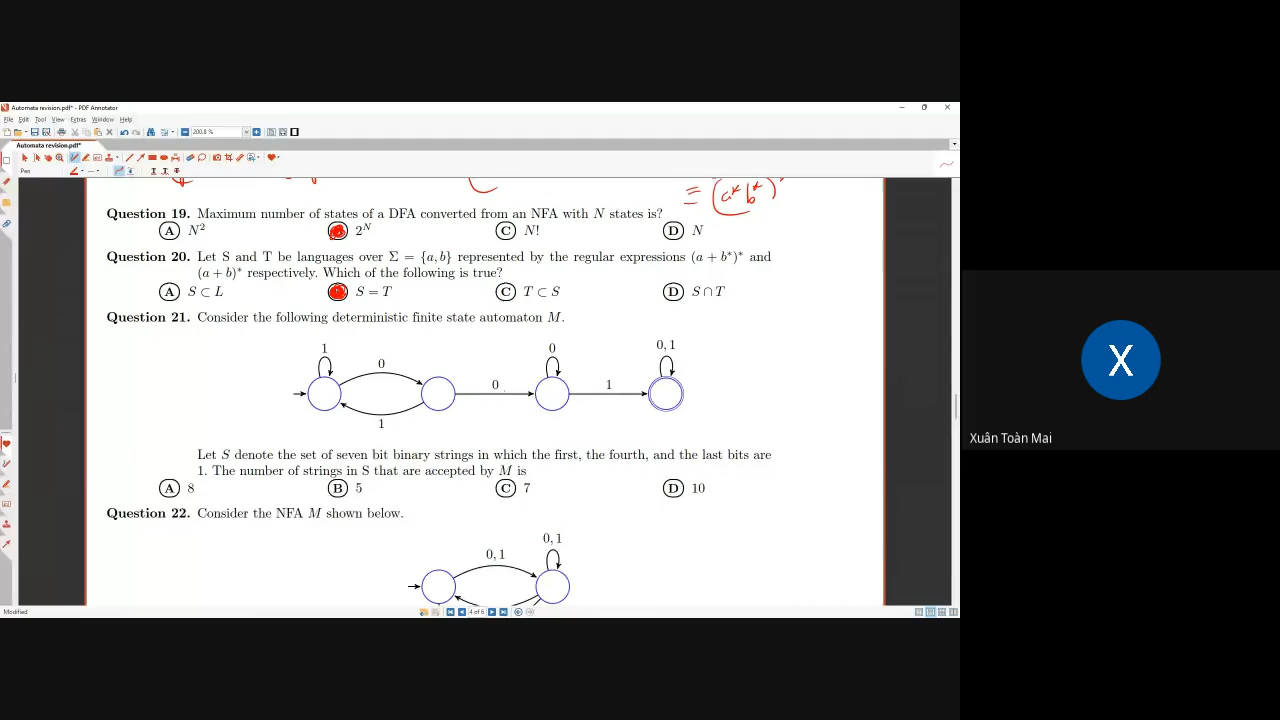 Automata revision.pdf* - PDF Annotator
File Edit Tool View Extras Window Help
200.8 %
Automata revision.pdf*
Pen
≡ (a* b*)*
Question 19. Maximum number of states of a DFA converted from an NFA with N states is?
A N² B 2^N C N! D N
Question 20. Let S and T be languages over Σ = {a, b} represented by the regular expressions (a + b*)* and
(a + b)* respectively. Which of the following is true?
A S ⊂ L B S = T C T ⊂ S D S ∩ T
Question 21. Consider the following deterministic finite state automaton M.
1 0 0 0, 1
0 1
1
Let S denote the set of seven bit binary strings in which the first, the fourth, and the last bits are
1. The number of strings in S that are accepted by M is
A 8 B 5 C 7 D 10
Question 22. Consider the NFA M shown below.
0, 1
0, 1
Modified
4 of 6
X
Xuân Toàn Mai